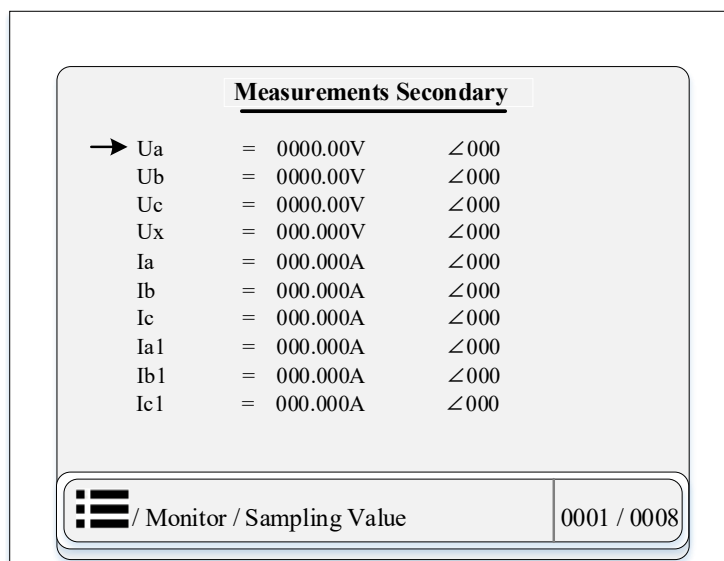 Measurements Secondary
Ua = 0000.00V ∠000
Ub = 0000.00V ∠000
Uc = 0000.00V ∠000
Ux = 000.000V ∠000
Ia = 000.000A ∠000
Ib = 000.000A ∠000
Ic = 000.000A ∠000
Ia1 = 000.000A ∠000
Ib1 = 000.000A ∠000
Ic1 = 000.000A ∠000
/ Monitor / Sampling Value 0001 / 0008